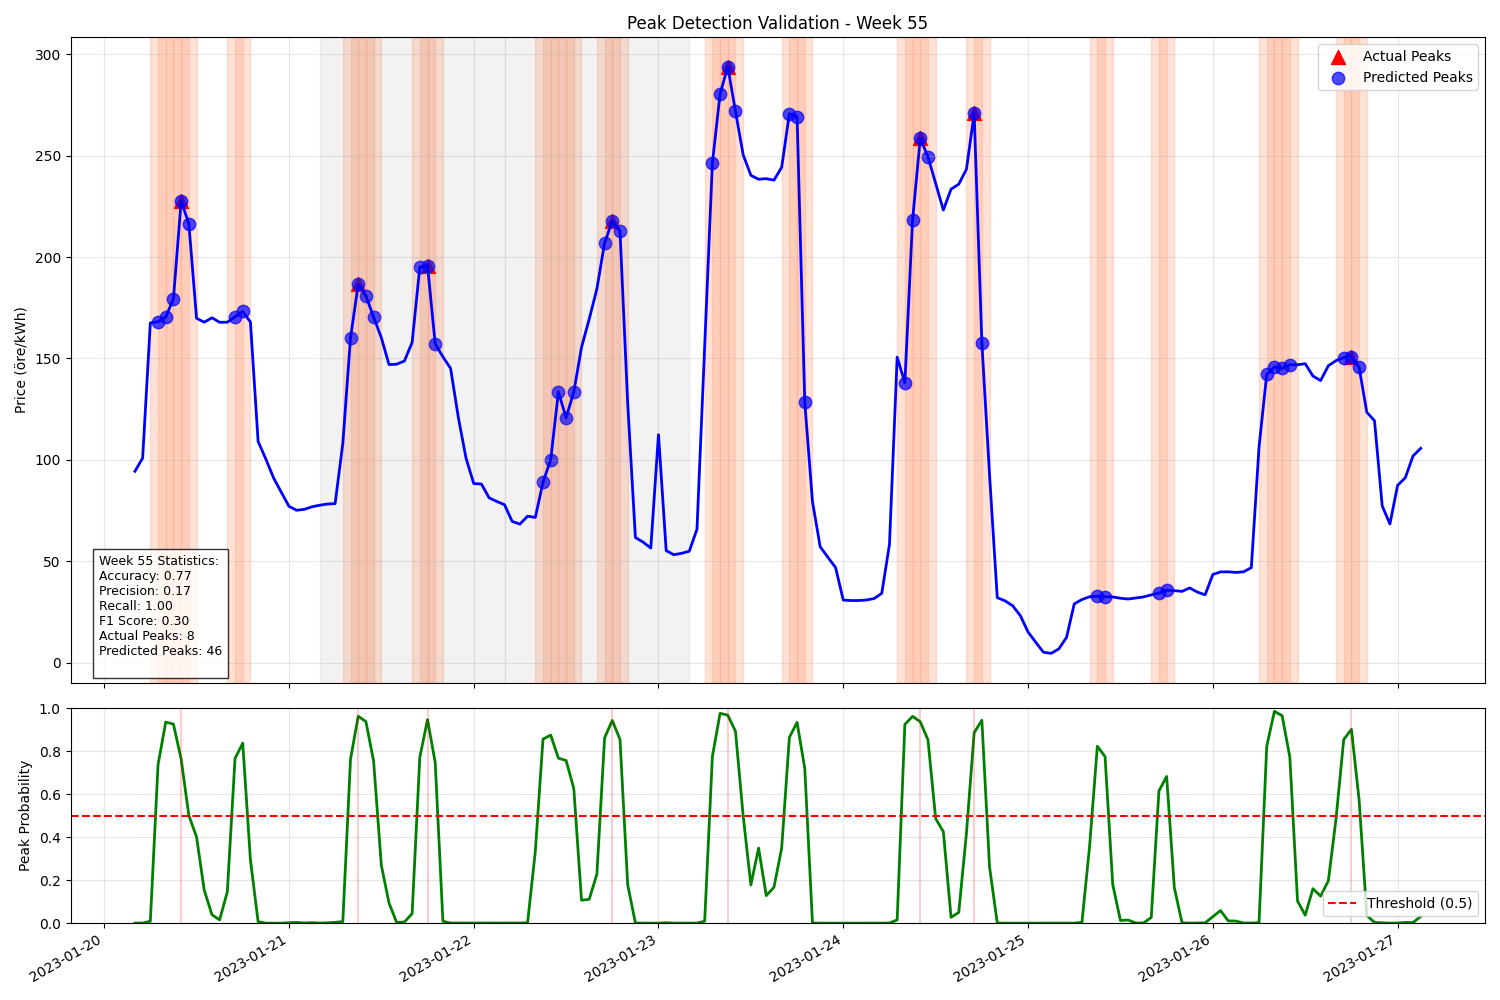 Peak Detection Validation - Week 55
Price (öre/kWh)
300
250
200
150
100
50
0
Actual Peaks
Predicted Peaks
Week 55 Statistics:
Accuracy: 0.77
Precision: 0.17
Recall: 1.00
F1 Score: 0.30
Actual Peaks: 8
Predicted Peaks: 46
Peak Probability
1.0
0.8
0.6
0.4
0.2
0.0
Threshold (0.5)
2023-01-20
2023-01-21
2023-01-22
2023-01-23
2023-01-24
2023-01-25
2023-01-26
2023-01-27